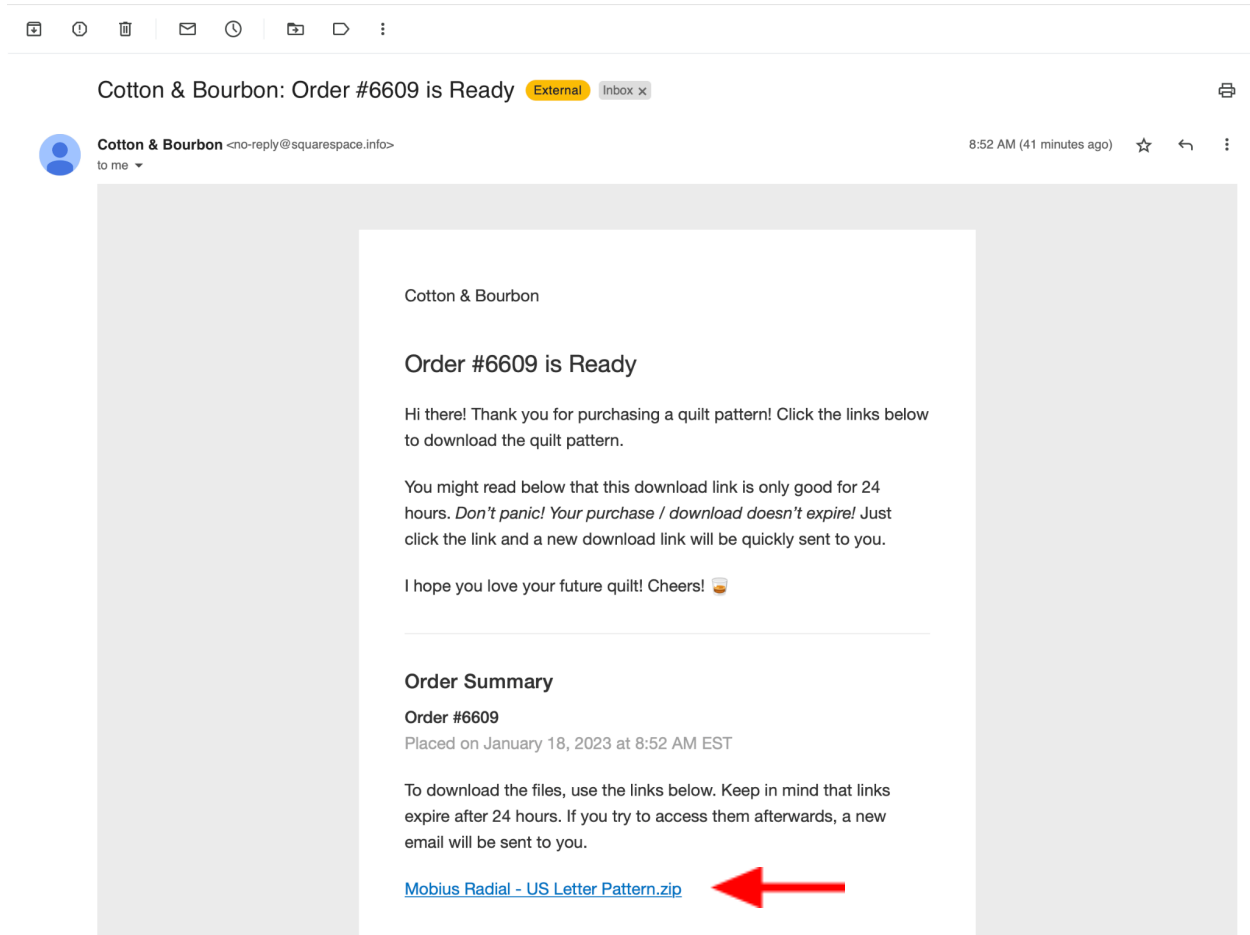 Cotton & Bourbon: Order #6609 is Ready External Inbox x
Cotton & Bourbon <no-reply@squarespace.info> 8:52 AM (41 minutes ago)
to me
Cotton & Bourbon
Order #6609 is Ready
Hi there! Thank you for purchasing a quilt pattern! Click the links below
to download the quilt pattern.
You might read below that this download link is only good for 24
hours. Don’t panic! Your purchase / download doesn’t expire! Just
click the link and a new download link will be quickly sent to you.
I hope you love your future quilt! Cheers! 🥃
Order Summary
Order #6609
Placed on January 18, 2023 at 8:52 AM EST
To download the files, use the links below. Keep in mind that links
expire after 24 hours. If you try to access them afterwards, a new
email will be sent to you.
Mobius Radial - US Letter Pattern.zip